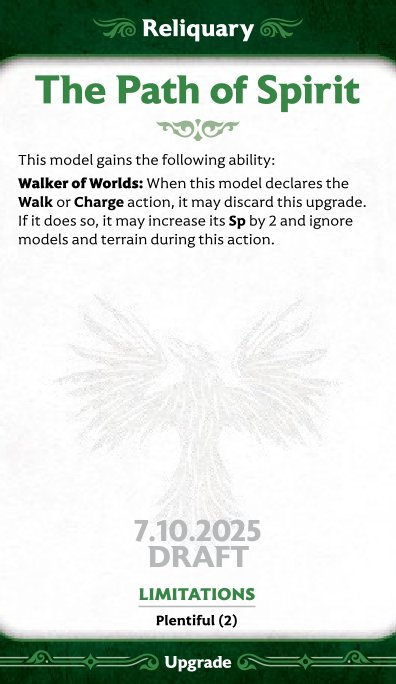 Reliquary
The Path of Spirit
This model gains the following ability:
Walker of Worlds: When this model declares the
Walk or Charge action, it may discard this upgrade.
If it does so, it may increase its Sp by 2 and ignore
models and terrain during this action.
7.10.2025
DRAFT
LIMITATIONS
Plentiful (2)
Upgrade